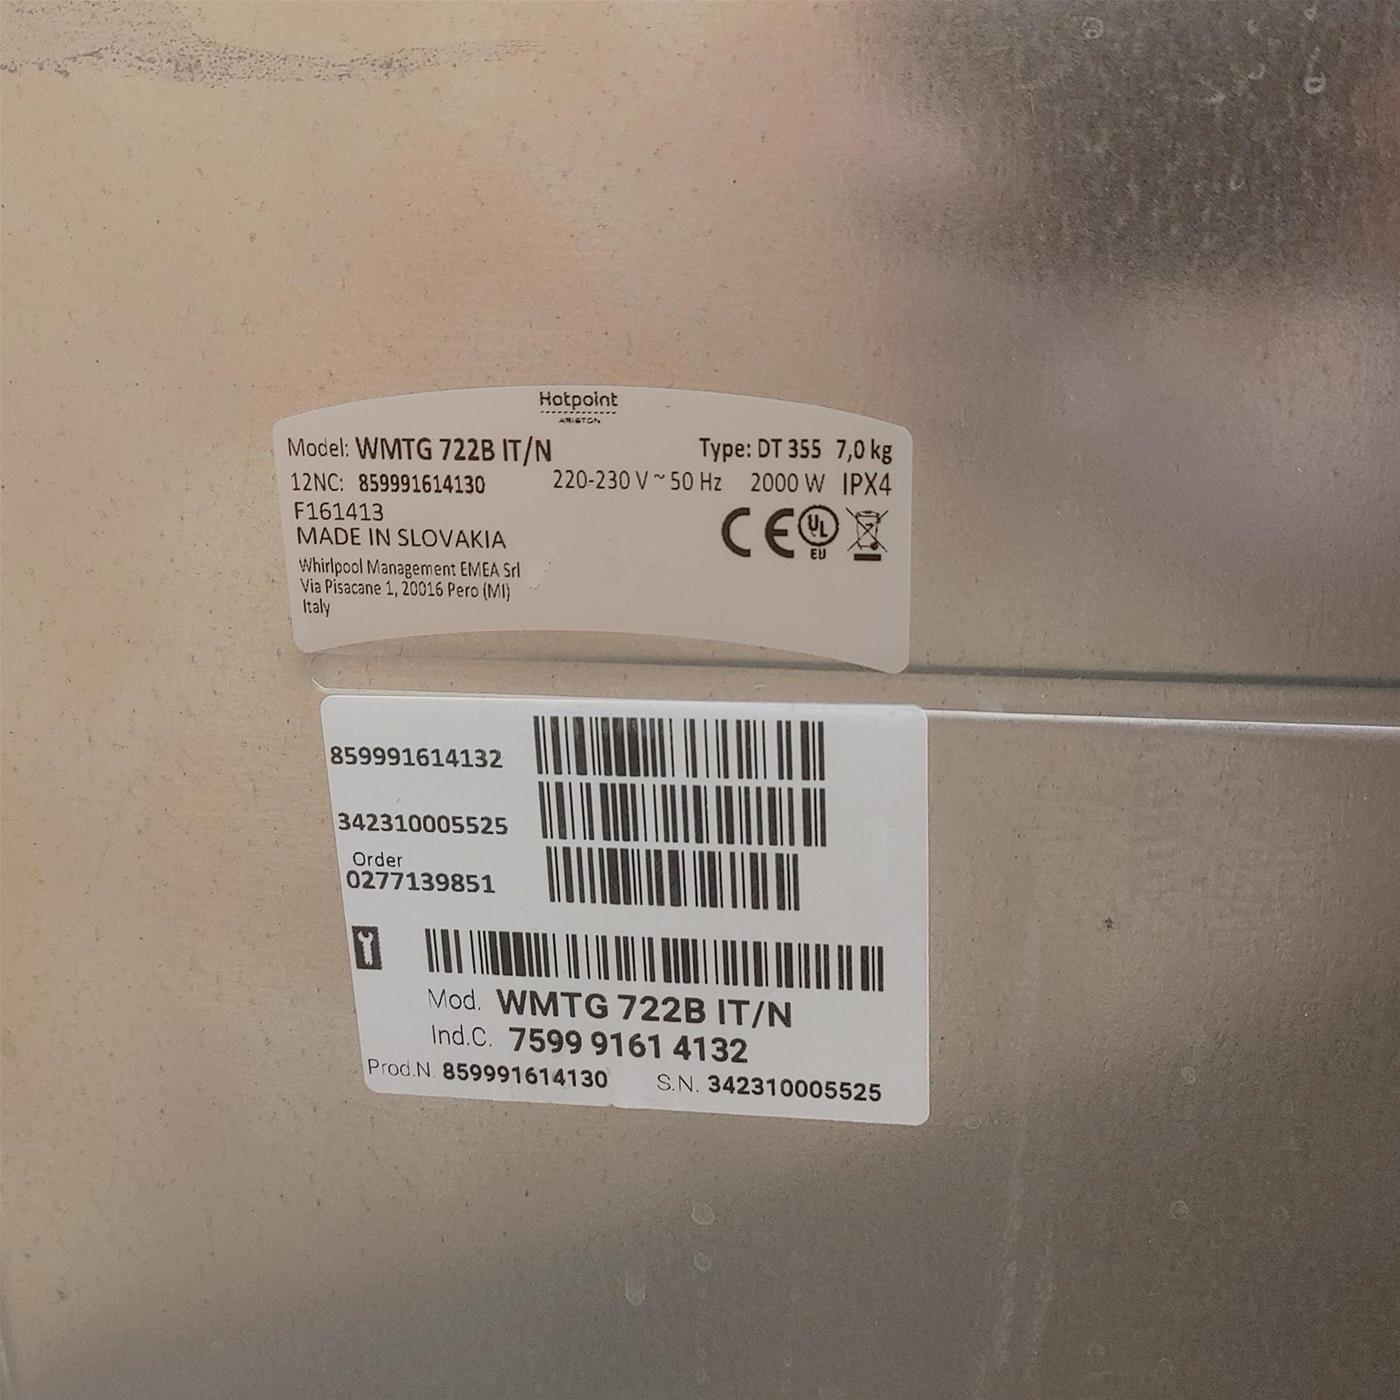 Hotpoint
ARISTON
Model: WMTG 722B IT/N Type: DT 355 7,0 kg
12NC: 859991614130 220-230 V ~ 50 Hz 2000 W IPX4
F161413
MADE IN SLOVAKIA
CE UL EU
Whirlpool Management EMEA Srl
Via Pisacane 1, 20016 Pero (MI)
Italy
859991614132
342310005525
Order
0277139851
Mod. WMTG 722B IT/N
Ind.C. 7599 9161 4132
Prod.N. 859991614130 S.N. 342310005525